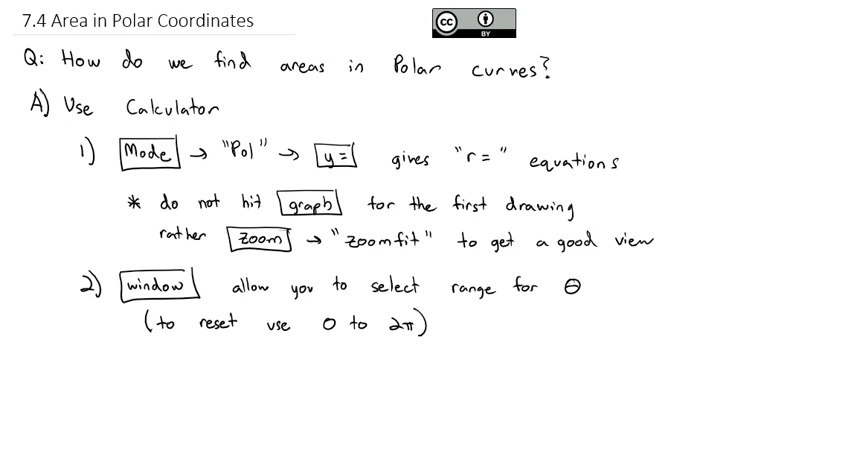 7.4 Area in Polar Coordinates
cc BY
Q: How do we find areas in Polar curves?
A) Use Calculator
1) Mode → "Pol" → y= gives "r=" equations
* do not hit graph for the first drawing
rather zoom → "zoomfit" to get a good view
2) window allow you to select range for θ
(to reset use 0 to 2π)